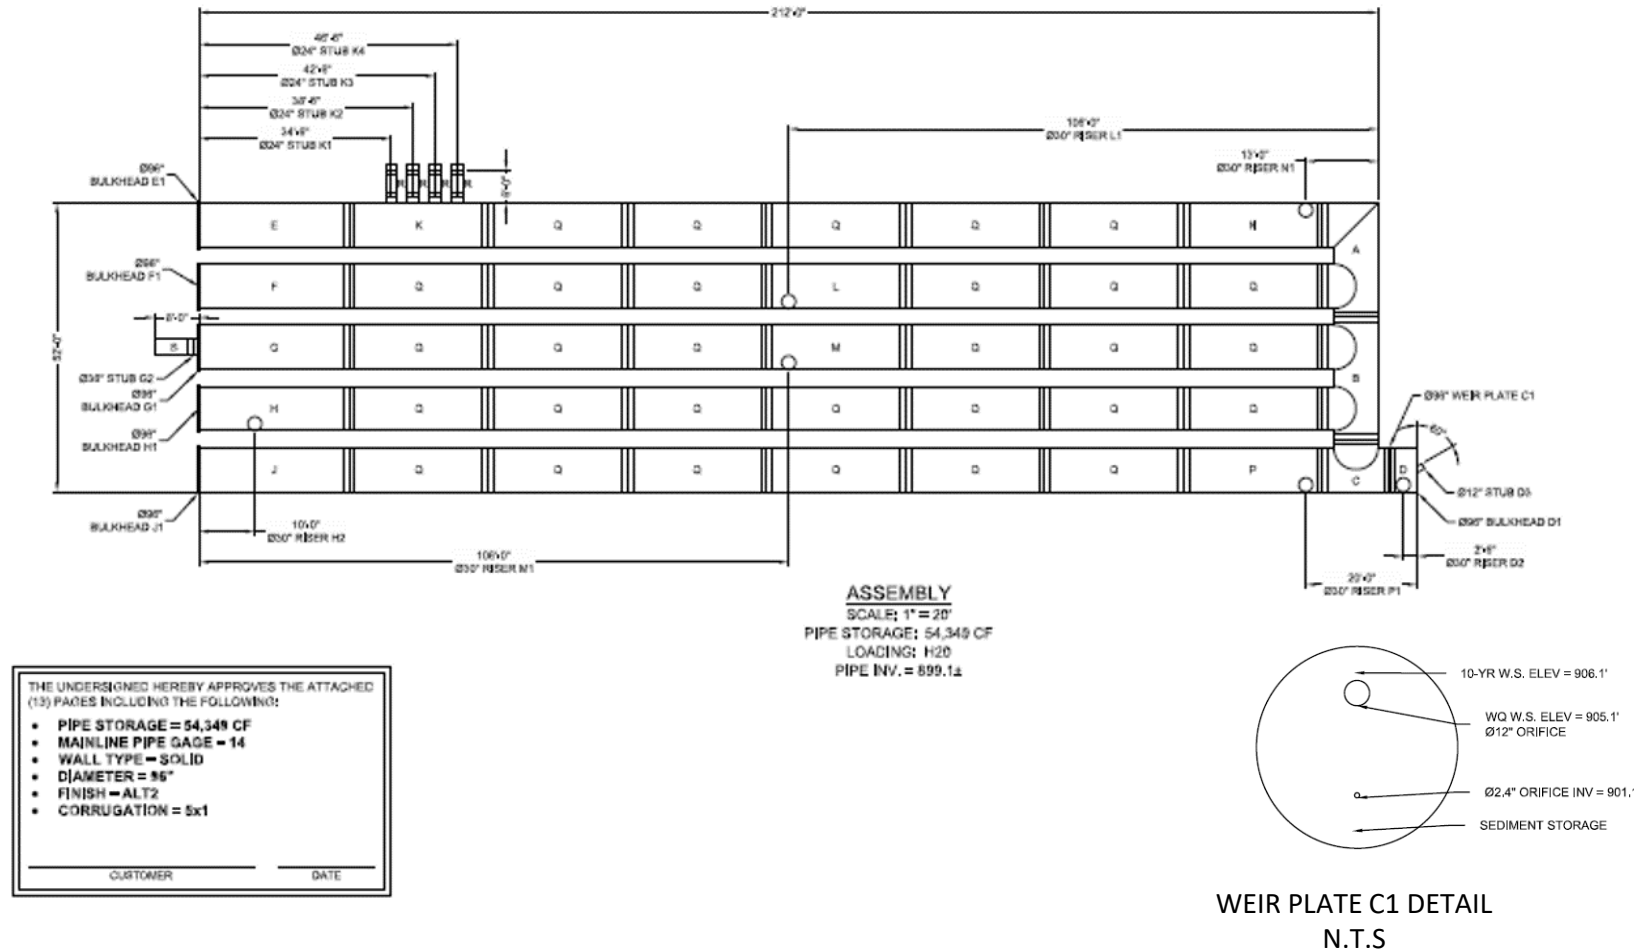 212'-0"
46'-6"
Ø24" STUB K4
42'-6"
Ø24" STUB K3
38'-6"
Ø24" STUB K2
34'-6"
Ø24" STUB K1
106'-0"
Ø30" RISER L1
13'-0"
Ø30" RISER N1
Ø96"
BULKHEAD E1
R R R R
6'-0"
E K Q Q Q Q Q N
A
Ø96"
BULKHEAD F1
F Q Q Q L Q Q Q
8'-0"
52'-0"
S G Q Q Q M Q Q Q
Ø30" STUB G2
B
Ø96"
BULKHEAD G1
Ø96" WEIR PLATE C1
H Q Q Q Q Q Q Q
60°
Ø96"
BULKHEAD H1
J Q Q Q Q Q Q P C D
Ø12" STUB D3
Ø96"
BULKHEAD J1
Ø96" BULKHEAD D1
10'-0"
Ø30" RISER H2
106'-0"
Ø30" RISER M1
2'-6"
Ø30" RISER D2
20'-0"
Ø30" RISER P1
ASSEMBLY
SCALE: 1" = 20'
PIPE STORAGE: 54,349 CF
LOADING: H20
PIPE INV. = 899.1±
THE UNDERSIGNED HEREBY APPROVES THE ATTACHED
(13) PAGES INCLUDING THE FOLLOWING:
• PIPE STORAGE = 54,349 CF
• MAINLINE PIPE GAGE = 14
• WALL TYPE = SOLID
• DIAMETER = 96"
• FINISH = ALT2
• CORRUGATION = 5x1
CUSTOMER DATE
10-YR W.S. ELEV = 906.1'
WQ W.S. ELEV = 905.1'
Ø12" ORIFICE
Ø2.4" ORIFICE INV = 901.1
SEDIMENT STORAGE
WEIR PLATE C1 DETAIL
N.T.S